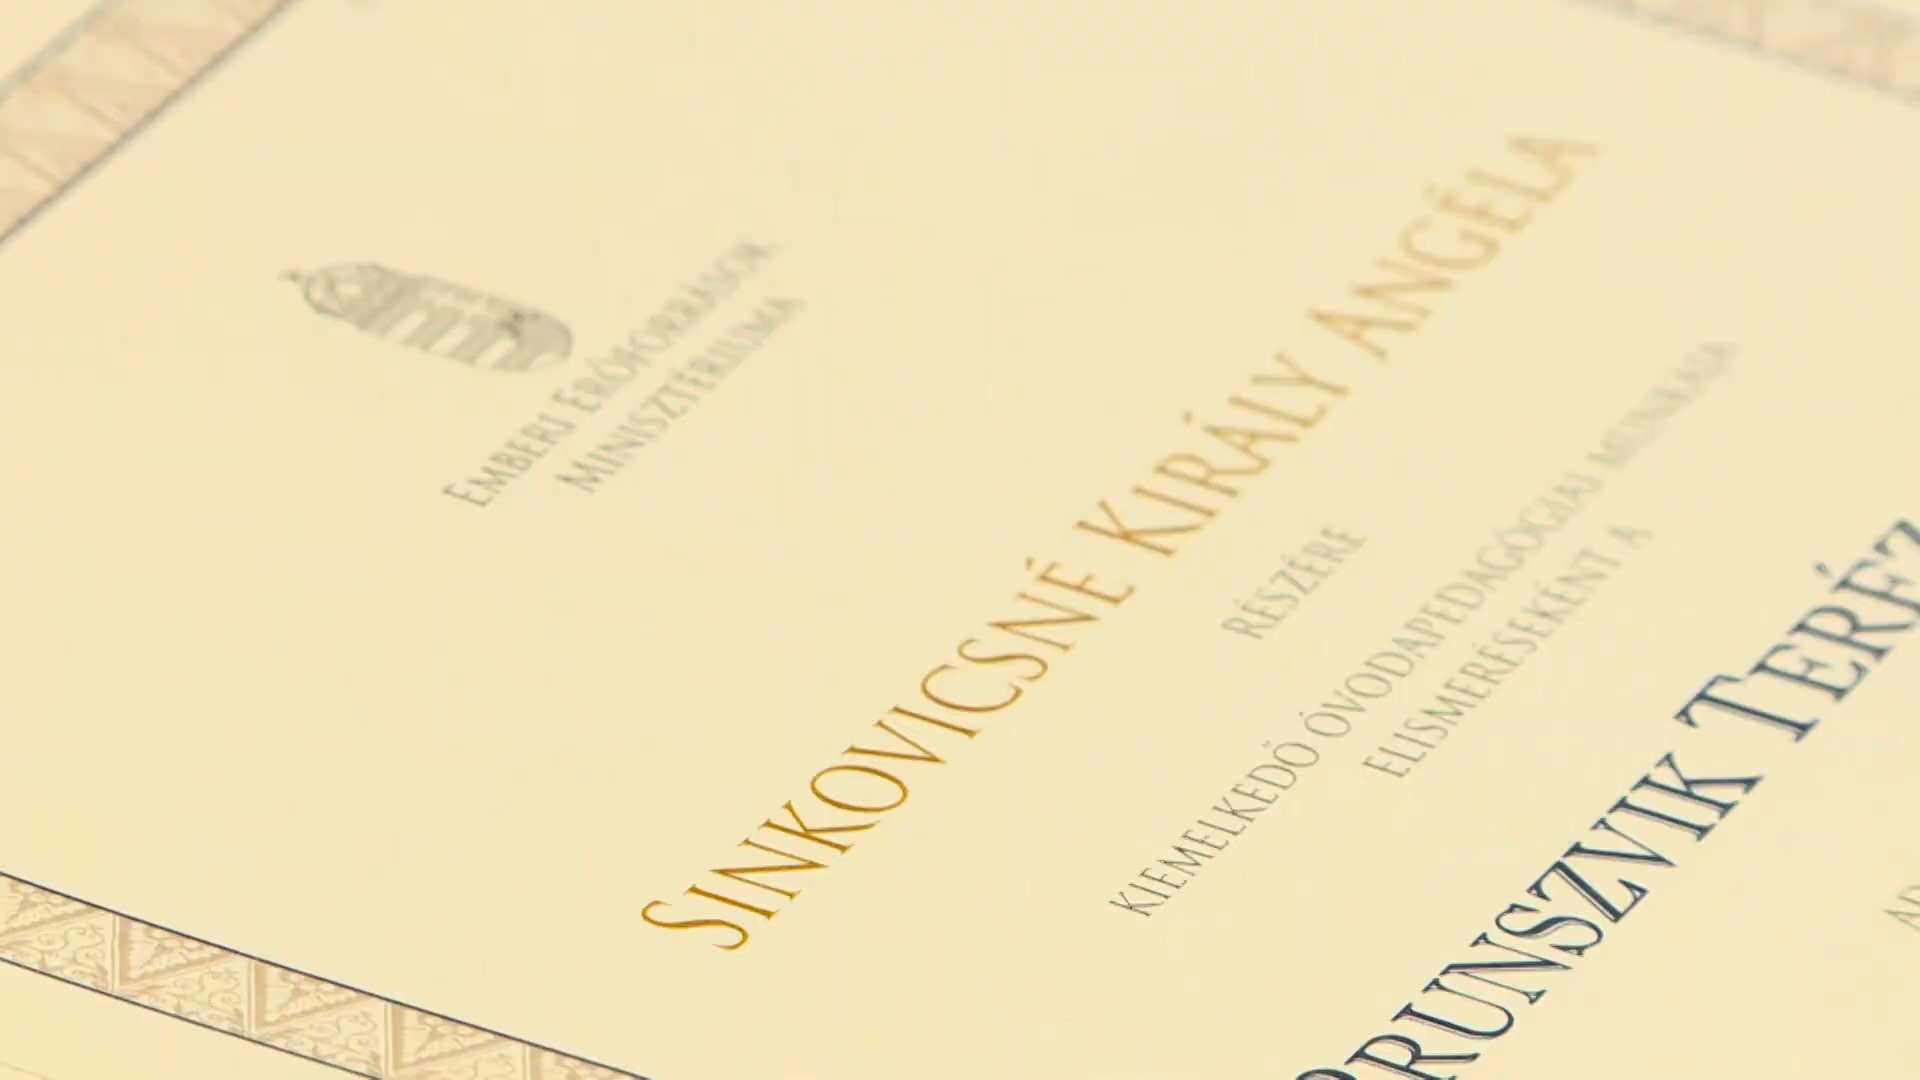 EMBERI ERŐFORRÁSOK
MINISZTÉRIUMA
SINKOVICSNÉ KIRÁLY ANGÉLA
RÉSZÉRE
KIEMELKEDŐ ÓVODAPEDAGÓGIAI MUNKÁJA
ELISMERÉSEKÉNT A
BRUNSZVIK TERÉZ